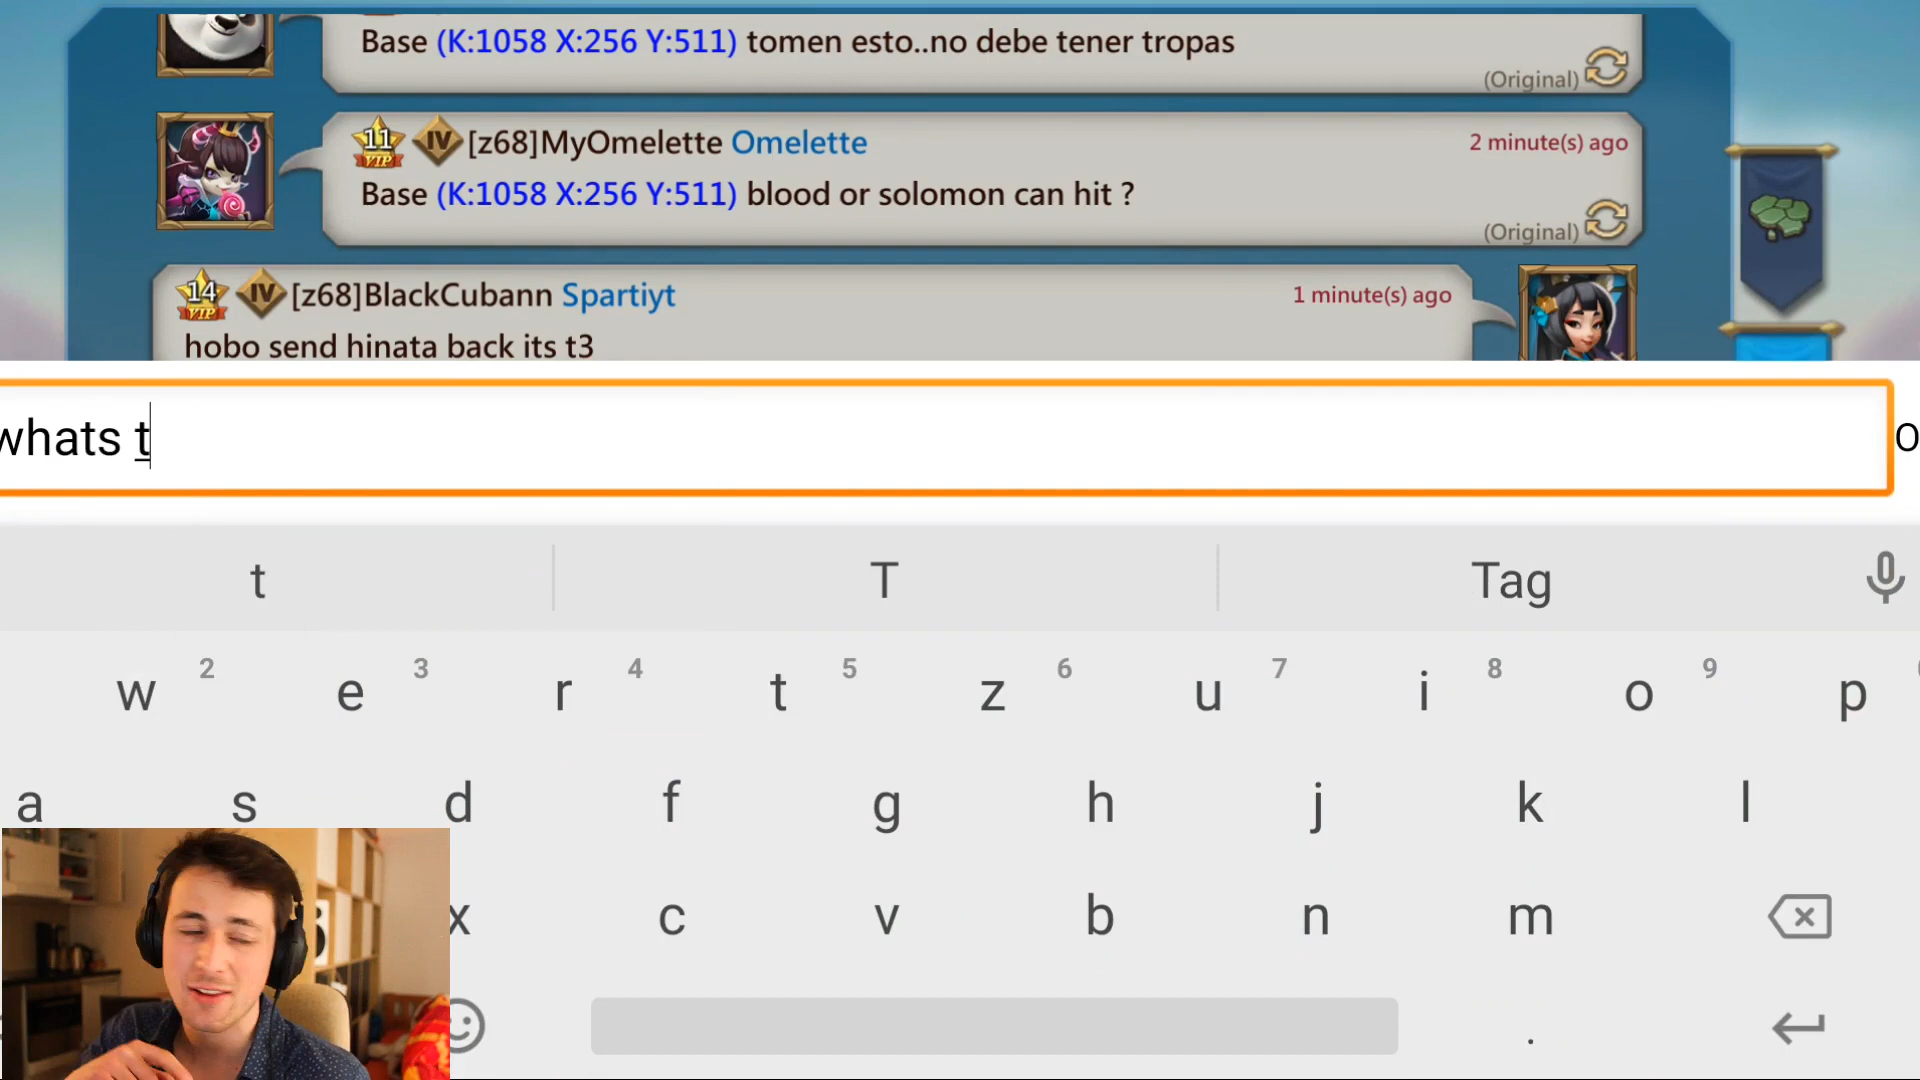 Base (K:1058 X:256 Y:511) tomen esto..no debe tener tropas
(Original)
11 VIP IV [z68]MyOmelette Omelette 2 minute(s) ago
Base (K:1058 X:256 Y:511) blood or solomon can hit ?
(Original)
14 VIP IV [z68]BlackCubann Spartiyt 1 minute(s) ago
hobo send hinata back its t3
whats t
t T Tag
2 3 4 5 6 7 8 9
w e r t z u i o p
a s d f g h j k l
x c v b n m
.